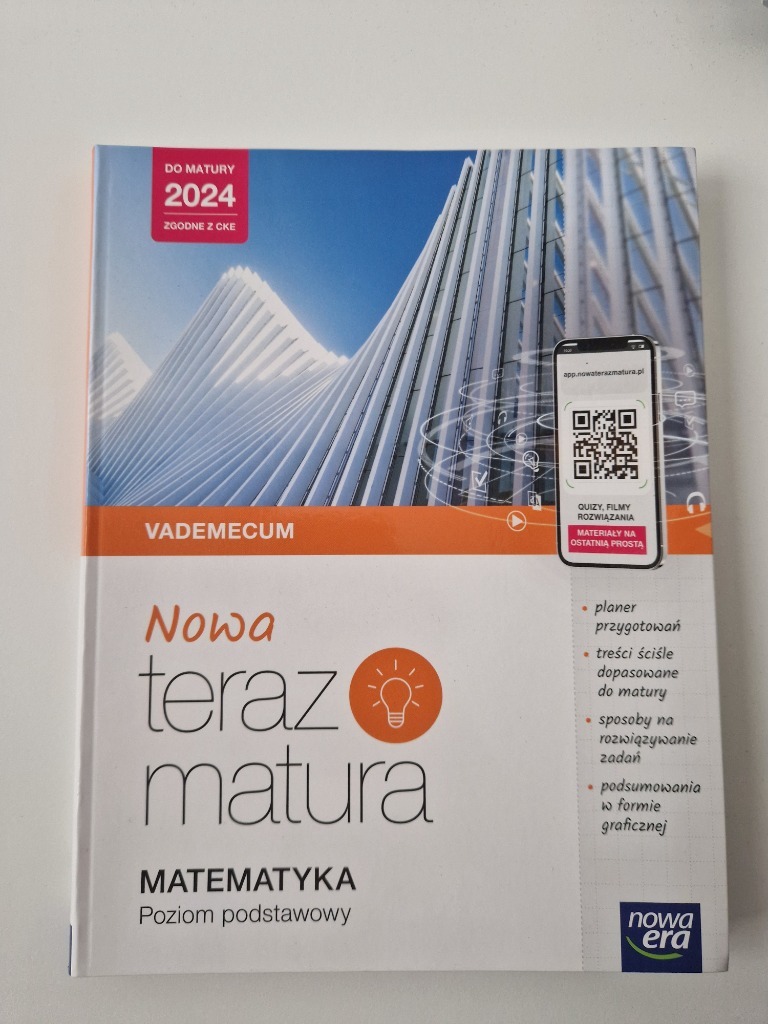 DO MATURY
2024
ZGODNE Z CKE
app.nowaterazmatura.pl
QUIZY, FILMY
ROZWIĄZANIA
MATERIAŁY NA
OSTATNIĄ PROSTĄ
VADEMECUM
Nowa
teraz
matura
MATEMATYKA
Poziom podstawowy
planer
przygotowań
treści ściśle
dopasowane
do matury
sposoby na
rozwiązywanie
zadań
podsumowania
w formie
graficznej
nowa
era